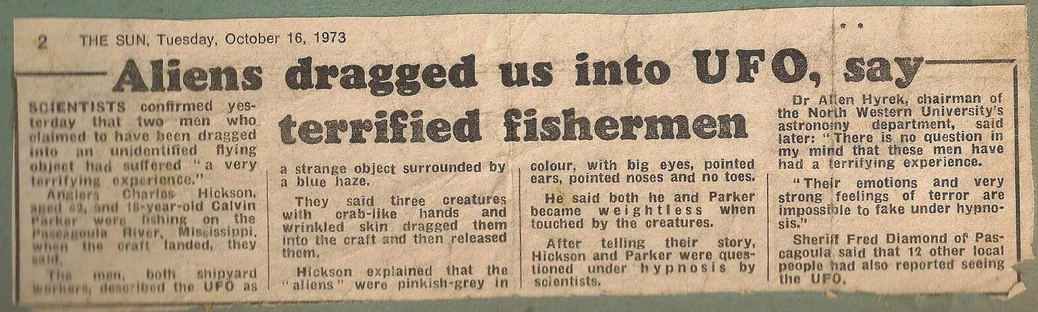 2 THE SUN, Tuesday, October 16, 1973
Aliens dragged us into UFO, say
terrified fishermen
SCIENTISTS confirmed yes-
terday that two men who
claimed to have been dragged
into an unidentified flying
object had suffered "a very
terrifying experience."
Anglers Charles Hickson,
aged 42, and 18-year-old Calvin
Parker were fishing on the
Pascagoula River, Mississippi,
when the craft landed, they
said.
The men, both shipyard
workers, described the UFO as
a strange object surrounded by
a blue haze.
They said three creatures
with crab-like hands and
wrinkled skin dragged them
into the craft and then released
them.
Hickson explained that the
"aliens" were pinkish-grey in
colour, with big eyes, pointed
ears, pointed noses and no toes.
He said both he and Parker
became weightless when
touched by the creatures.
After telling their story,
Hickson and Parker were ques-
tioned under hypnosis by
scientists.
Dr Allen Hyrek, chairman of
the North Western University's
astronomy department, said
later: "There is no question in
my mind that these men have
had a terrifying experience.
"Their emotions and very
strong feelings of terror are
impossible to fake under hypno-
sis."
Sheriff Fred Diamond of Pas-
cagoula said that 12 other local
people had also reported seeing
the UFO.